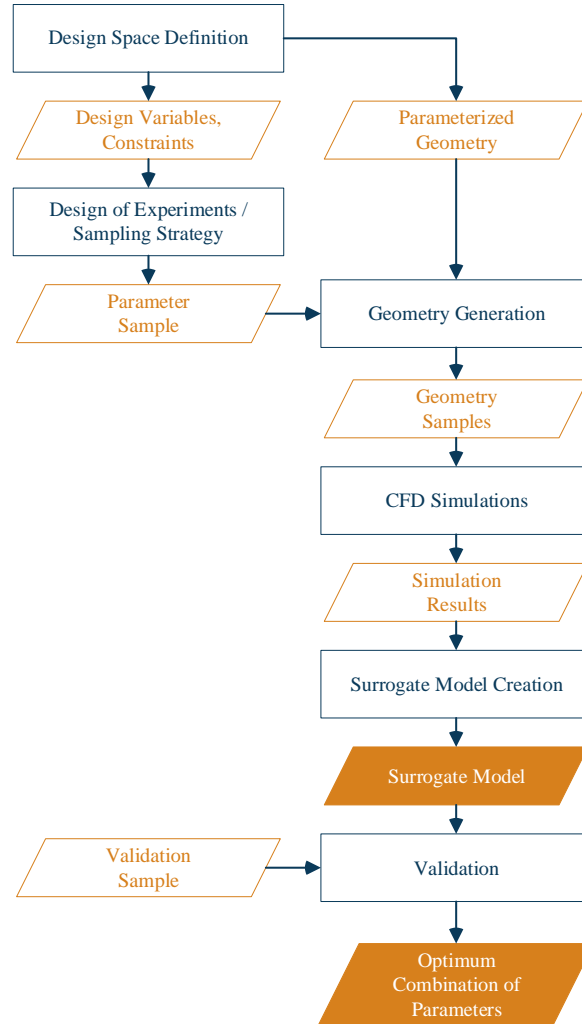 Design Space Definition
Design Variables,
Constraints
Parameterized
Geometry
Design of Experiments /
Sampling Strategy
Parameter
Sample
Geometry Generation
Geometry
Samples
CFD Simulations
Simulation
Results
Surrogate Model Creation
Surrogate Model
Validation
Sample
Validation
Optimum
Combination of
Parameters